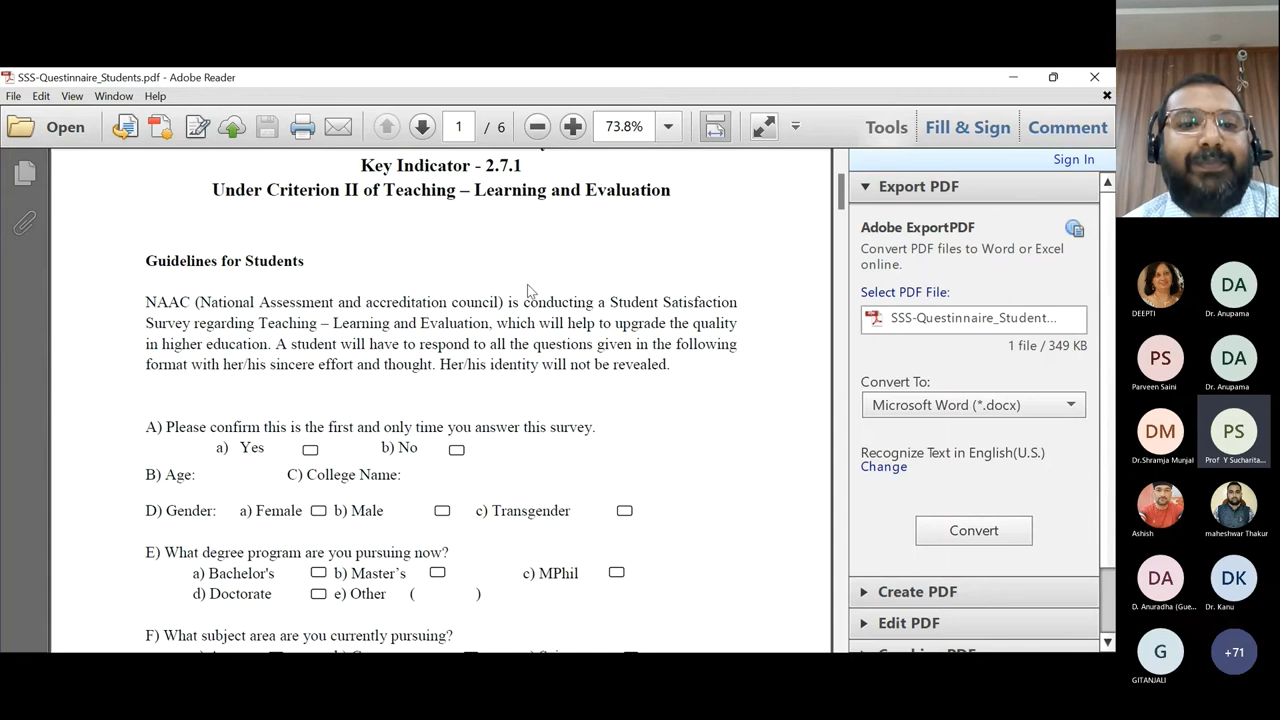 SSS-Questinnaire_Students.pdf - Adobe Reader
File Edit View Window Help
Open
1 / 6
73.8%
Tools
Fill & Sign
Comment
Sign In
Key Indicator - 2.7.1
Under Criterion II of Teaching – Learning and Evaluation
Guidelines for Students
NAAC (National Assessment and accreditation council) is conducting a Student Satisfaction
Survey regarding Teaching – Learning and Evaluation, which will help to upgrade the quality
in higher education. A student will have to respond to all the questions given in the following
format with her/his sincere effort and thought. Her/his identity will not be revealed.
A) Please confirm this is the first and only time you answer this survey.
a) Yes b) No
B) Age: C) College Name:
D) Gender: a) Female b) Male c) Transgender
E) What degree program are you pursuing now?
a) Bachelor's b) Master’s c) MPhil
d) Doctorate e) Other ( )
F) What subject area are you currently pursuing?
Export PDF
Adobe ExportPDF
Convert PDF files to Word or Excel
online.
Select PDF File:
SSS-Questinnaire_Student...
1 file / 349 KB
Convert To:
Microsoft Word (*.docx)
Recognize Text in English(U.S.)
Change
Convert
Create PDF
Edit PDF
DEEPTI
DA
Dr. Anupama
PS
Parveen Saini
DA
Dr. Anupama
DM
Dr.Shramja Munjal
PS
Prof Y Sucharita...
Ashish
maheshwar Thakur
DA
D. Anuradha (Gue...
DK
Dr. Kanu
G
GITANJALI
+71